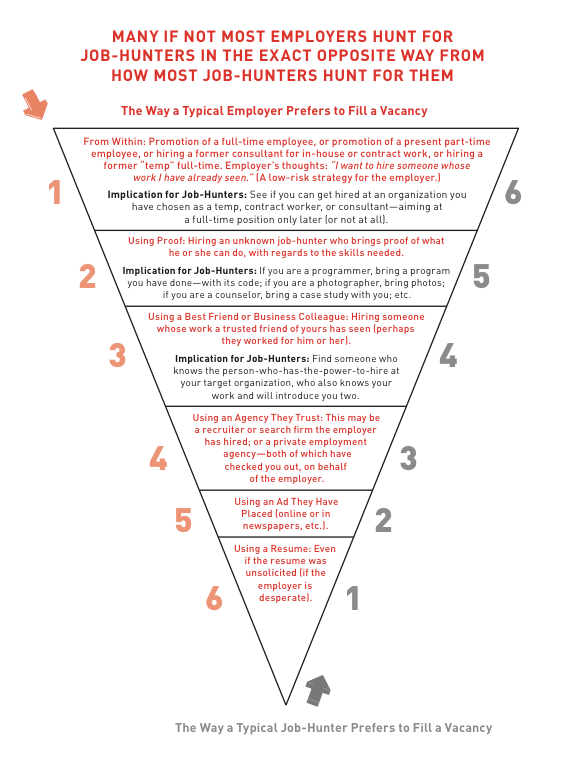 MANY IF NOT MOST EMPLOYERS HUNT FOR
JOB-HUNTERS IN THE EXACT OPPOSITE WAY FROM
HOW MOST JOB-HUNTERS HUNT FOR THEM
The Way a Typical Employer Prefers to Fill a Vacancy
From Within: Promotion of a full-time employee, or promotion of a present part-time
employee, or hiring a former consultant for in-house or contract work, or hiring a
former “temp” full-time. Employer’s thoughts: “I want to hire someone whose
work I have already seen.” (A low-risk strategy for the employer.)
Implication for Job-Hunters: See if you can get hired at an organization you
have chosen as a temp, contract worker, or consultant—aiming at
a full-time position only later (or not at all).
1
6
Using Proof: Hiring an unknown job-hunter who brings proof of what
he or she can do, with regards to the skills needed.
Implication for Job-Hunters: If you are a programmer, bring a program
you have done—with its code; if you are a photographer, bring photos;
if you are a counselor, bring a case study with you; etc.
2
5
Using a Best Friend or Business Colleague: Hiring someone
whose work a trusted friend of yours has seen (perhaps
they worked for him or her).
Implication for Job-Hunters: Find someone who
knows the person-who-has-the-power-to-hire at
your target organization, who also knows your
work and will introduce you two.
3
4
Using an Agency They Trust: This may be
a recruiter or search firm the employer
has hired; or a private employment
agency—both of which have
checked you out, on behalf
of the employer.
4
3
Using an Ad They Have
Placed (online or in
newspapers, etc.).
5
2
Using a Resume: Even
if the resume was
unsolicited (if the
employer is
desperate).
6
1
The Way a Typical Job-Hunter Prefers to Fill a Vacancy